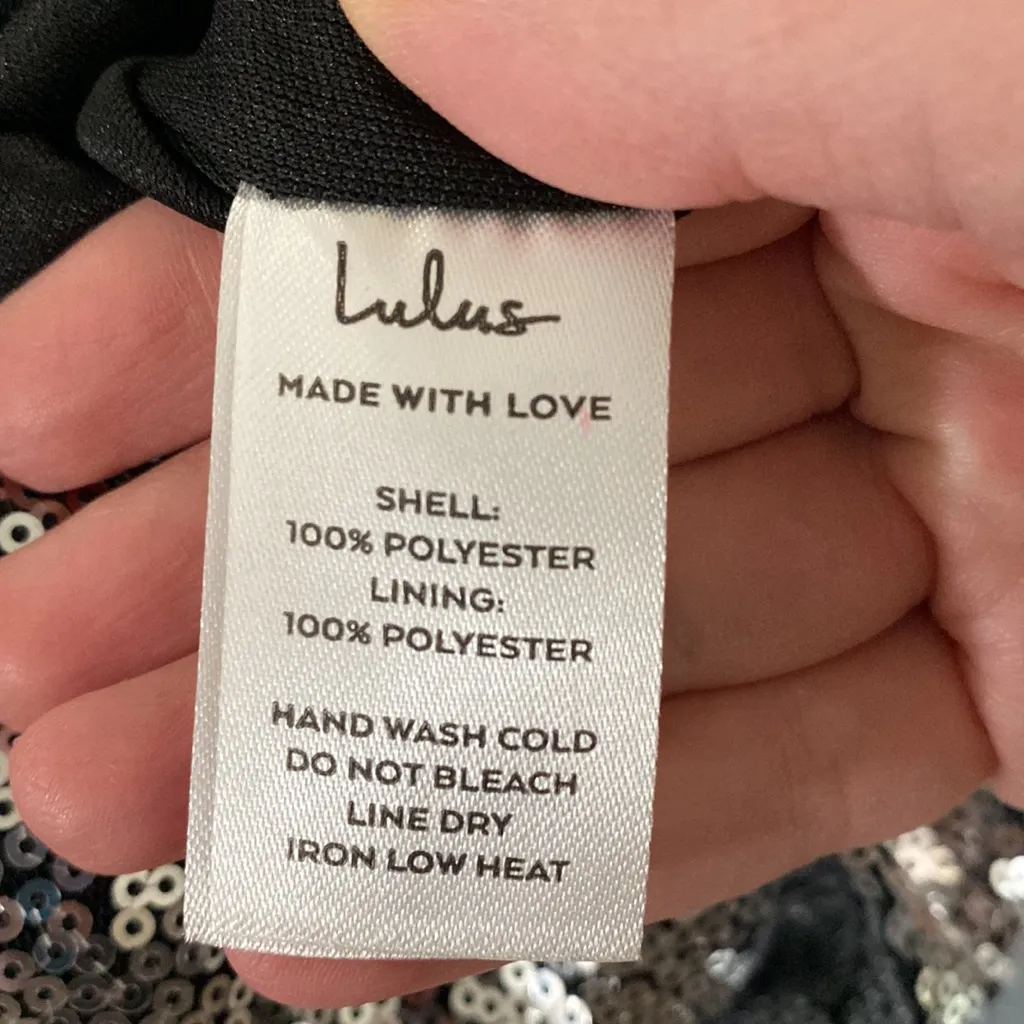 Lulus
MADE WITH LOVE
SHELL:
100% POLYESTER
LINING:
100% POLYESTER
HAND WASH COLD
DO NOT BLEACH
LINE DRY
IRON LOW HEAT